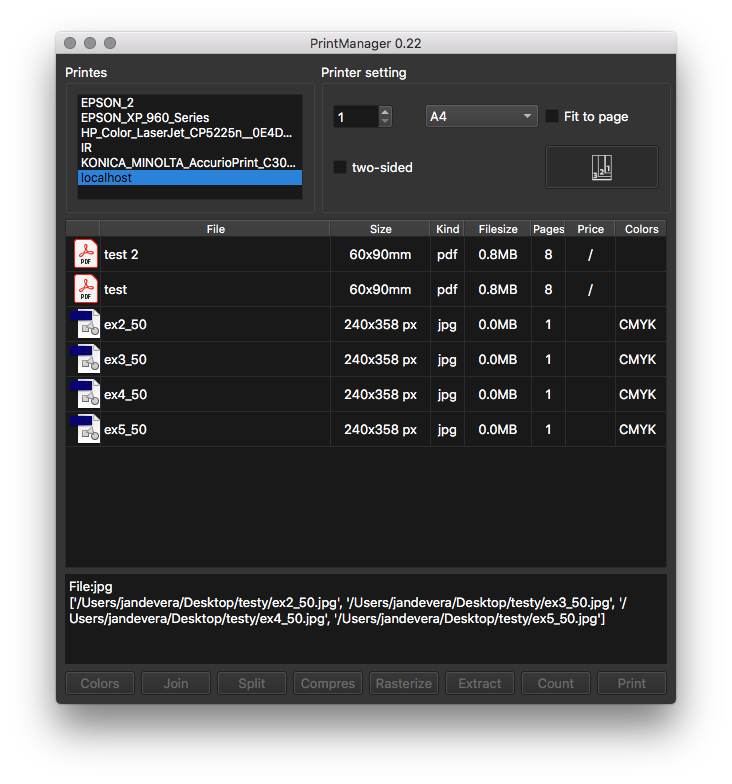 PrintManager 0.22
Printes
Printer setting
EPSON_2
EPSON_XP_960_Series
HP_Color_LaserJet_CP5225n__0E4D...
IR
KONICA_MINOLTA_AccurioPrint_C30...
localhost
1
A4
Fit to page
two-sided
3 2 1
File Size Kind Filesize Pages Price Colors
PDF test 2 60x90mm pdf 0.8MB 8 /
PDF test 60x90mm pdf 0.8MB 8 /
ex2_50 240x358 px jpg 0.0MB 1 CMYK
ex3_50 240x358 px jpg 0.0MB 1 CMYK
ex4_50 240x358 px jpg 0.0MB 1 CMYK
ex5_50 240x358 px jpg 0.0MB 1 CMYK
File:jpg
['/Users/jandevera/Desktop/testy/ex2_50.jpg', '/Users/jandevera/Desktop/testy/ex3_50.jpg', '/
Users/jandevera/Desktop/testy/ex4_50.jpg', '/Users/jandevera/Desktop/testy/ex5_50.jpg']
Colors Join Split Compres Rasterize Extract Count Print